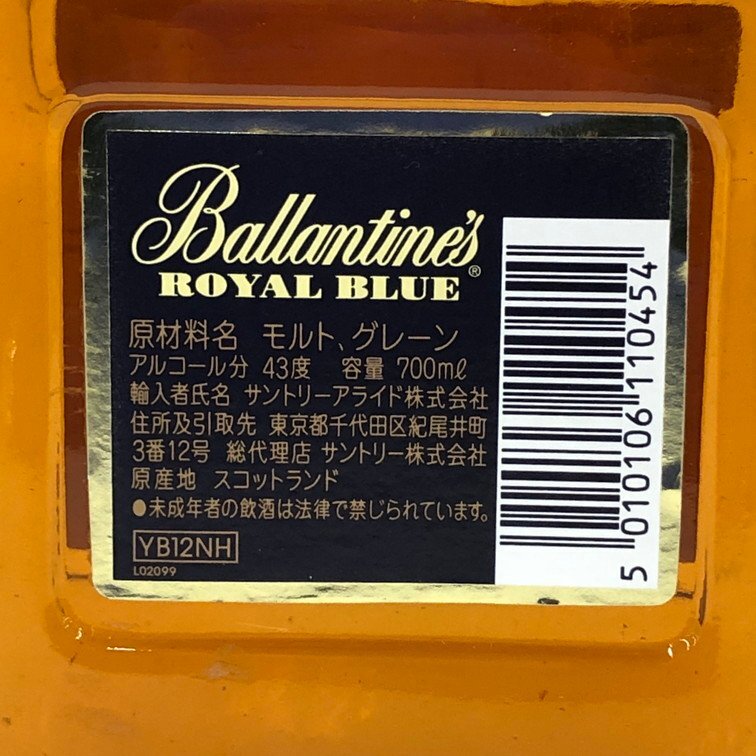 Ballantine's®
ROYAL BLUE
原材料名 モルト、グレーン
アルコール分 43度 容量 700mℓ
輸入者氏名 サントリーアライド株式会社
住所及引取先 東京都千代田区紀尾井町
3番12号 総代理店 サントリー株式会社
原産地 スコットランド
●未成年者の飲酒は法律で禁じられています。
YB12NH
L02099
5 010106 110454